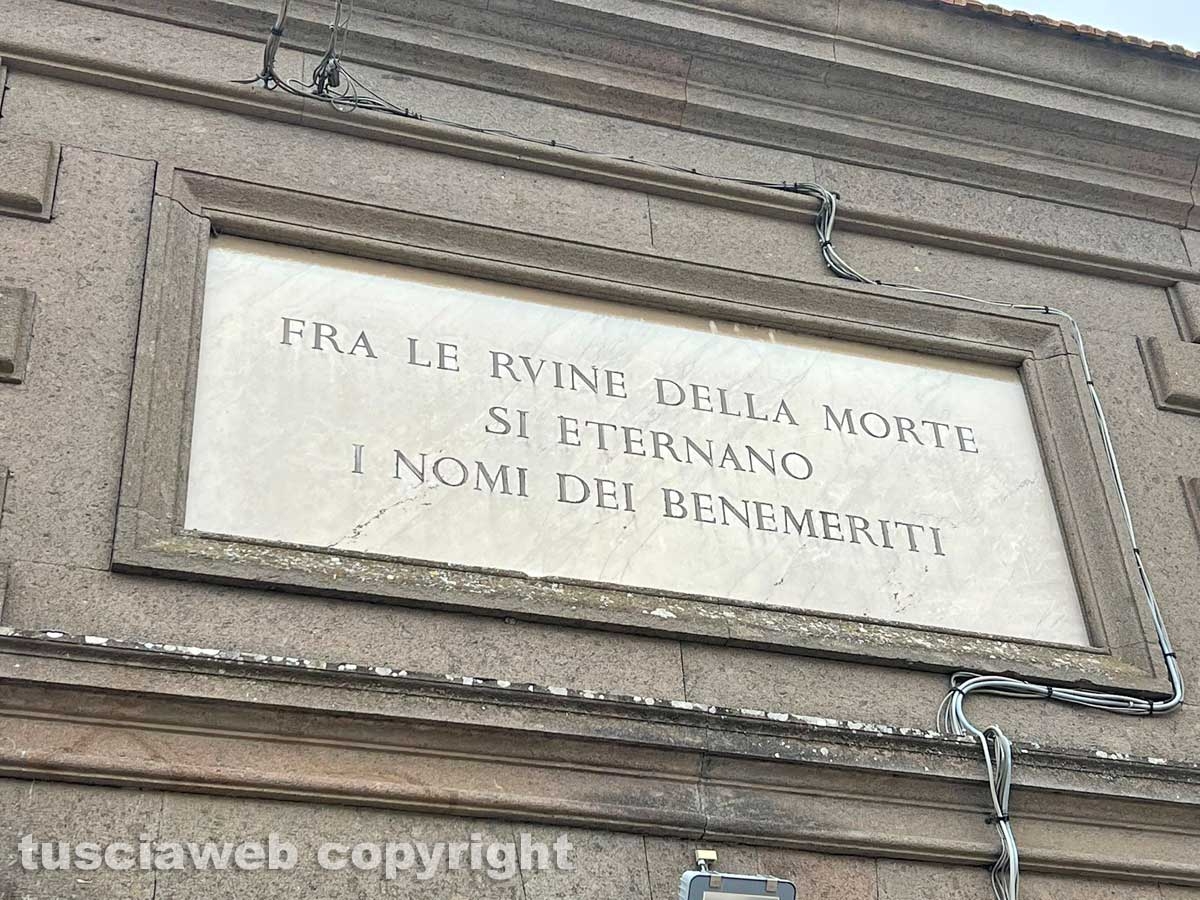 FRA LE RVINE DELLA MORTE
SI ETERNANO
I NOMI DEI BENEMERITI
tusciaweb copyright